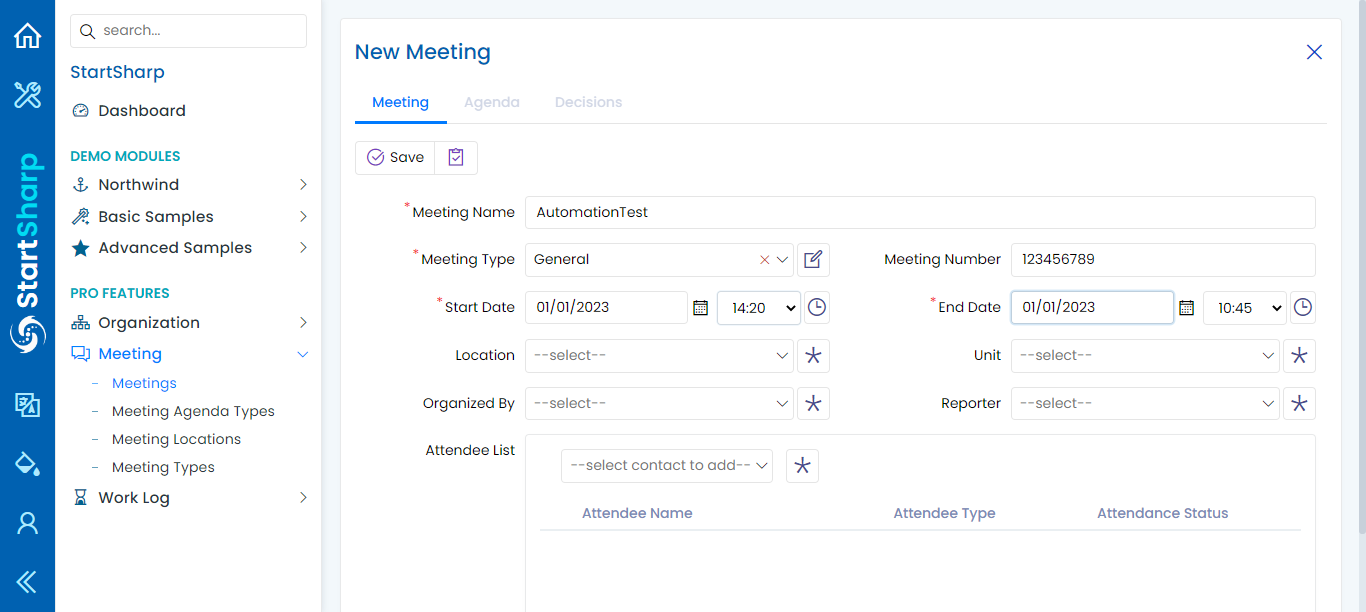 search...
StartSharp
Dashboard
DEMO MODULES
Northwind
Basic Samples
Advanced Samples
PRO FEATURES
Organization
Meeting
Meetings
Meeting Agenda Types
Meeting Locations
Meeting Types
Work Log
StartSharp
New Meeting
Meeting Agenda Decisions
Save
*Meeting Name AutomationTest
*Meeting Type General Meeting Number 123456789
*Start Date 01/01/2023 14:20 *End Date 01/01/2023 10:45
Location --select-- Unit --select--
Organized By --select-- Reporter --select--
Attendee List --select contact to add--
Attendee Name Attendee Type Attendance Status